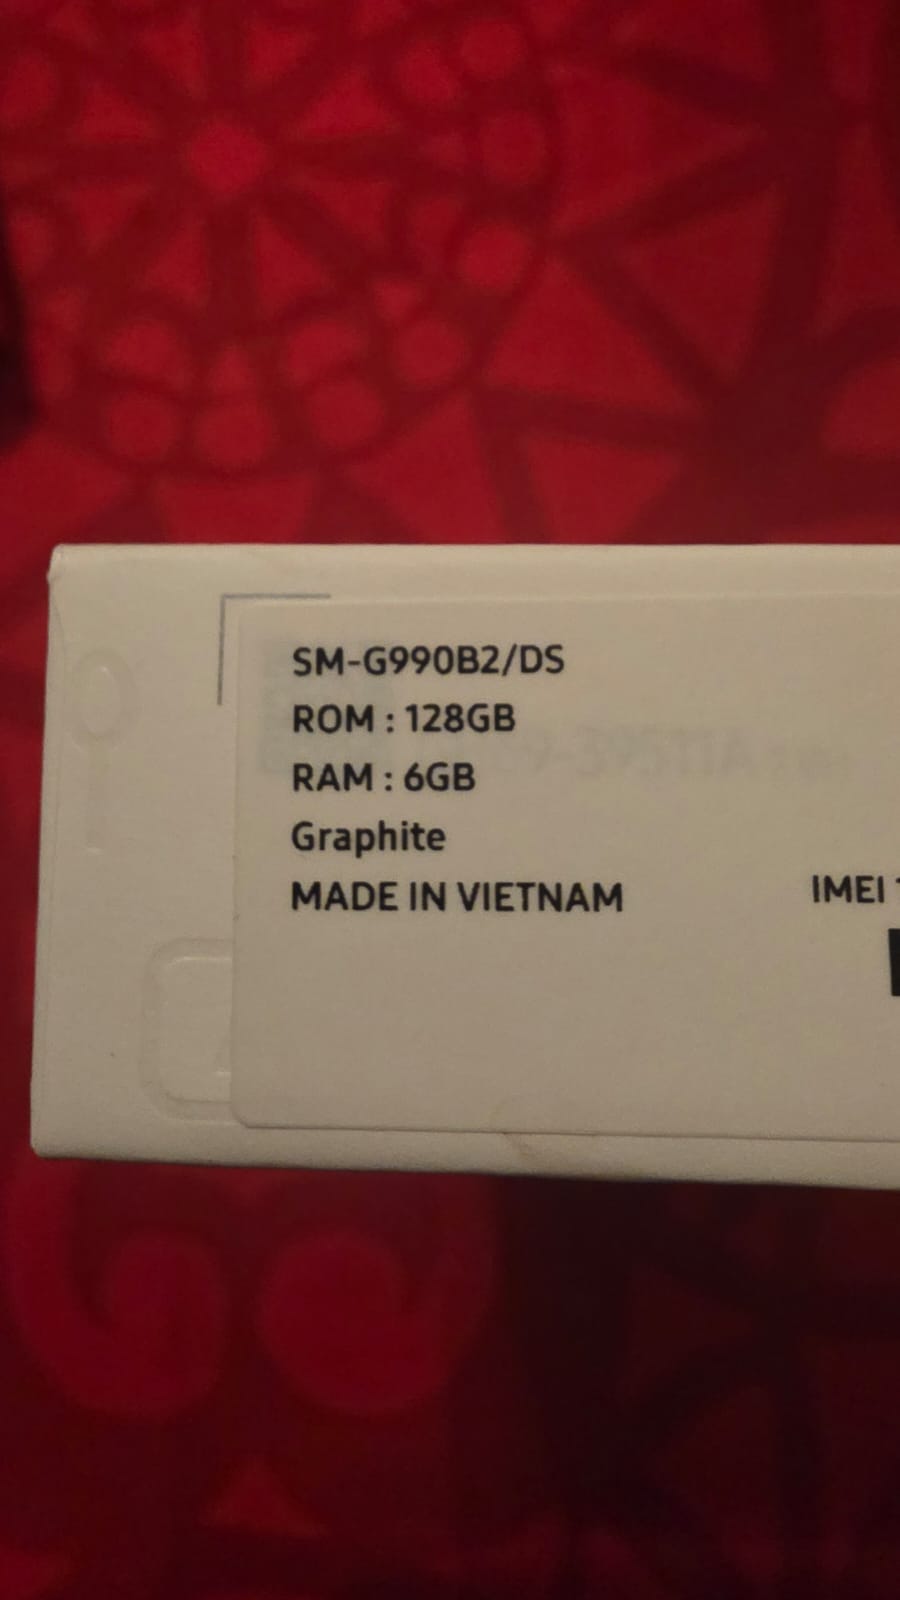 SM-G990B2/DS
ROM : 128GB
RAM : 6GB
Graphite
MADE IN VIETNAM
IMEI